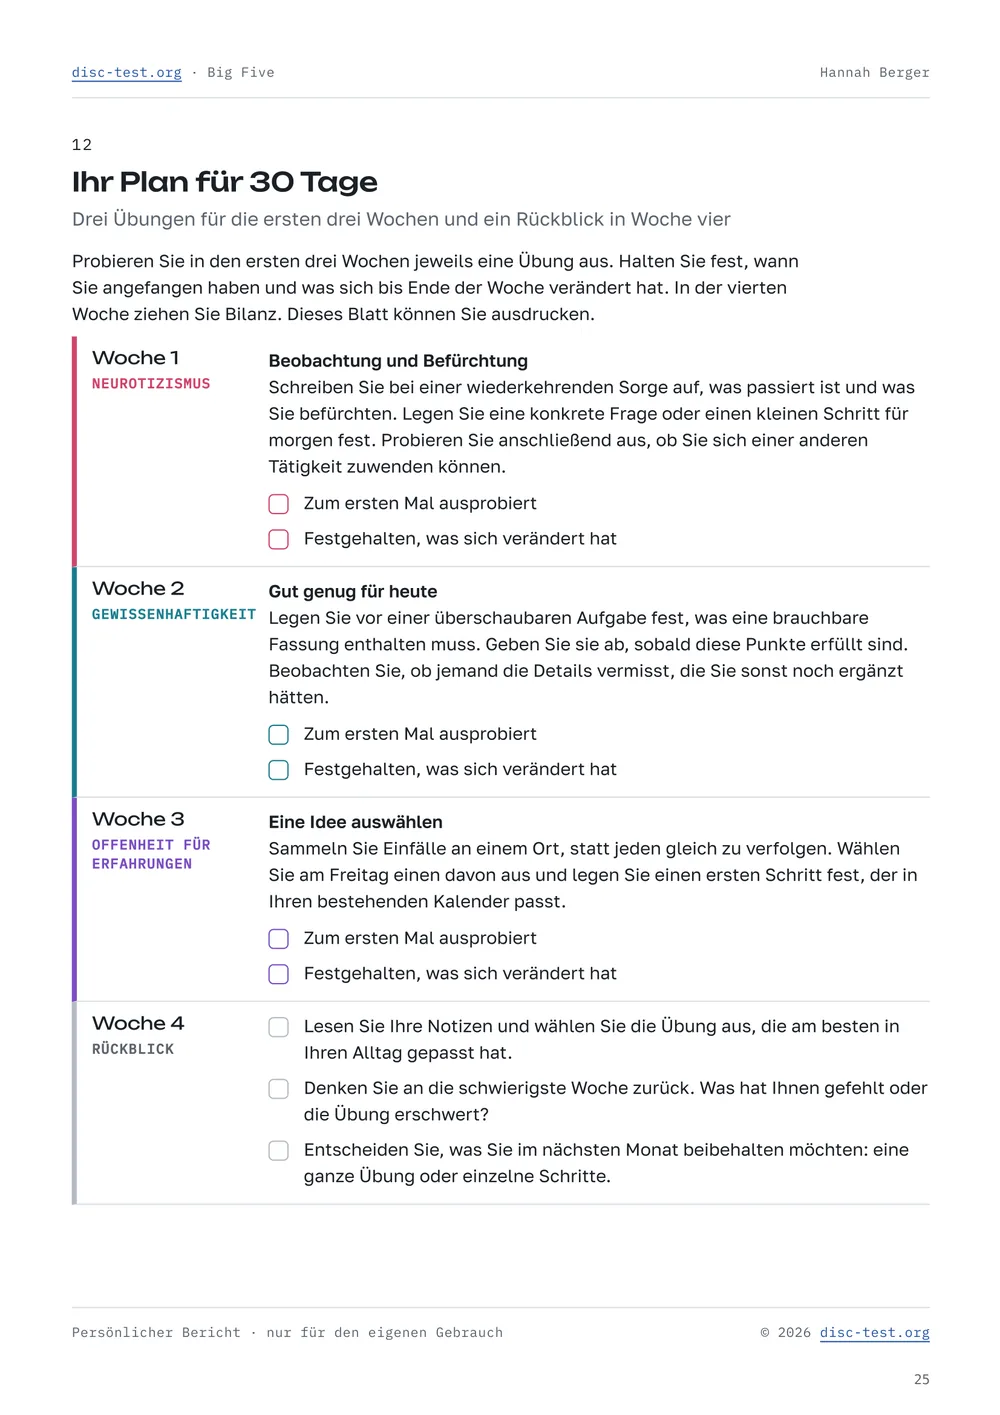 disc-test.org · Big Five
Hannah Berger
12
Ihr Plan für 30 Tage
Drei Übungen für die ersten drei Wochen und ein Rückblick in Woche vier
Probieren Sie in den ersten drei Wochen jeweils eine Übung aus. Halten Sie fest, wann
Sie angefangen haben und was sich bis Ende der Woche verändert hat. In der vierten
Woche ziehen Sie Bilanz. Dieses Blatt können Sie ausdrucken.
Woche 1
NEUROTIZISMUS
Beobachtung und Befürchtung
Schreiben Sie bei einer wiederkehrenden Sorge auf, was passiert ist und was
Sie befürchten. Legen Sie eine konkrete Frage oder einen kleinen Schritt für
morgen fest. Probieren Sie anschließend aus, ob Sie sich einer anderen
Tätigkeit zuwenden können.
Zum ersten Mal ausprobiert
Festgehalten, was sich verändert hat
Woche 2
GEWISSENHAFTIGKEIT
Gut genug für heute
Legen Sie vor einer überschaubaren Aufgabe fest, was eine brauchbare
Fassung enthalten muss. Geben Sie sie ab, sobald diese Punkte erfüllt sind.
Beobachten Sie, ob jemand die Details vermisst, die Sie sonst noch ergänzt
hätten.
Zum ersten Mal ausprobiert
Festgehalten, was sich verändert hat
Woche 3
OFFENHEIT FÜR
ERFAHRUNGEN
Eine Idee auswählen
Sammeln Sie Einfälle an einem Ort, statt jeden gleich zu verfolgen. Wählen
Sie am Freitag einen davon aus und legen Sie einen ersten Schritt fest, der in
Ihren bestehenden Kalender passt.
Zum ersten Mal ausprobiert
Festgehalten, was sich verändert hat
Woche 4
RÜCKBLICK
Lesen Sie Ihre Notizen und wählen Sie die Übung aus, die am besten in
Ihren Alltag gepasst hat.
Denken Sie an die schwierigste Woche zurück. Was hat Ihnen gefehlt oder
die Übung erschwert?
Entscheiden Sie, was Sie im nächsten Monat beibehalten möchten: eine
ganze Übung oder einzelne Schritte.
Persönlicher Bericht · nur für den eigenen Gebrauch
© 2026 disc-test.org
25